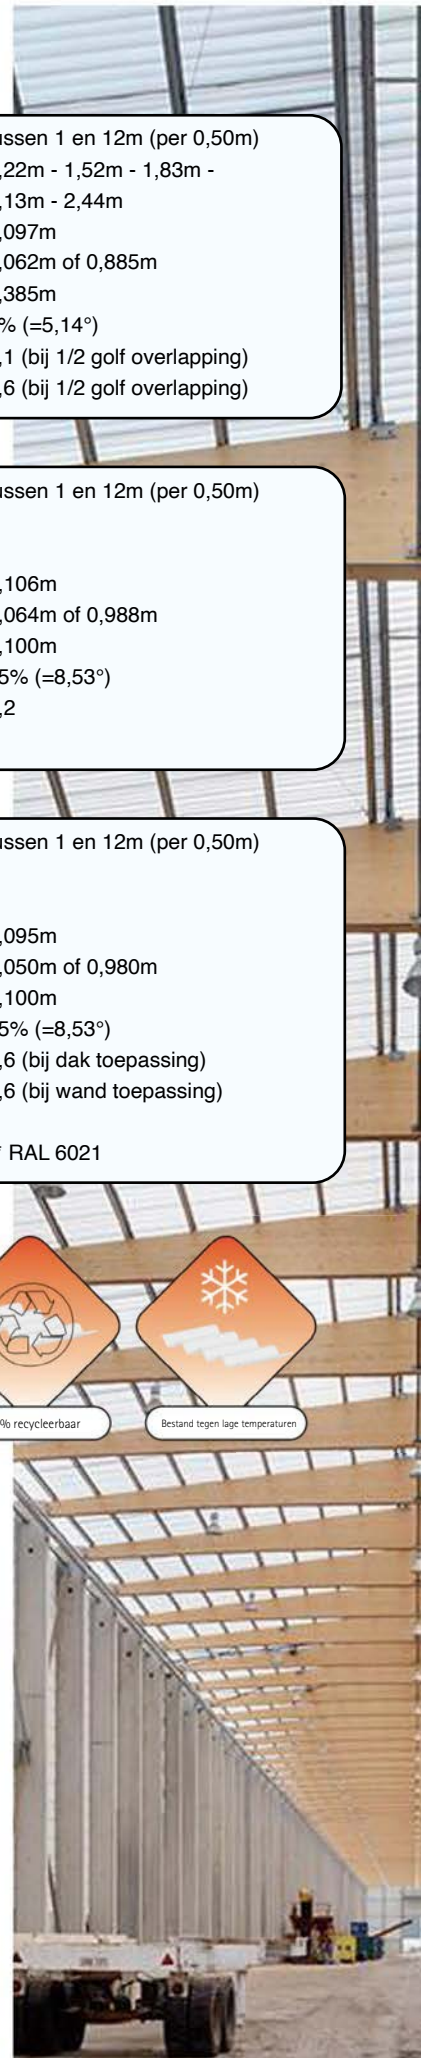 ussen 1 en 12m (per 0,50m)
,22m - 1,52m - 1,83m -
,13m - 2,44m
,097m
,062m of 0,885m
,385m
% (=5,14°)
,1 (bij 1/2 golf overlapping)
,6 (bij 1/2 golf overlapping)
ussen 1 en 12m (per 0,50m)
,106m
,064m of 0,988m
,100m
5% (=8,53°)
,2
ussen 1 en 12m (per 0,50m)
,095m
,050m of 0,980m
,100m
5% (=8,53°)
,6 (bij dak toepassing)
,6 (bij wand toepassing)
* RAL 6021
% recycleerbaar
Bestand tegen lage temperaturen